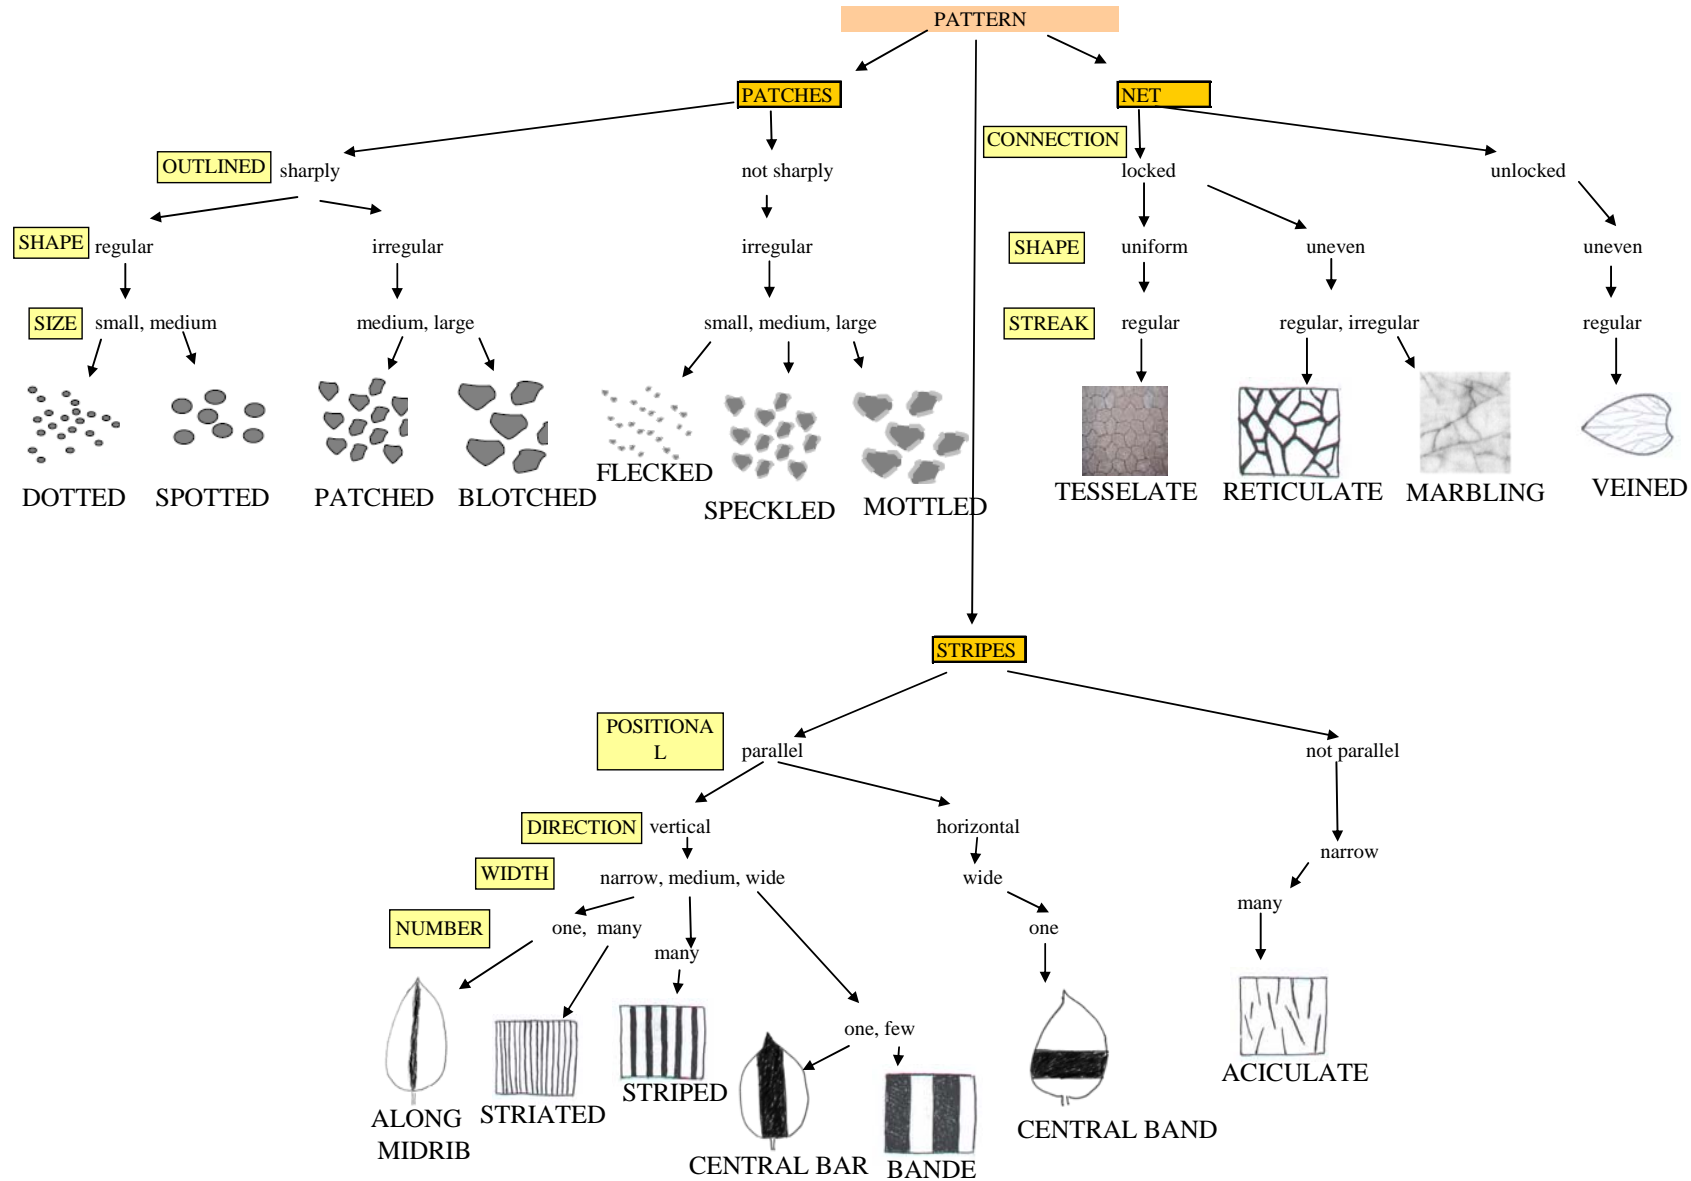 PATTERN
PATCHES
NET
CONNECTION
OUTLINED
sharply
not sharply
locked
unlocked
SHAPE
regular
irregular
irregular
SHAPE
uniform
uneven
uneven
SIZE
small, medium
medium, large
small, medium, large
STREAK
regular
regular, irregular
regular
DOTTED
SPOTTED
PATCHED
BLOTCHED
FLECKED
SPECKLED
MOTTLED
TESSELATE
RETICULATE
MARBLING
VEINED
STRIPES
POSITIONA
L
parallel
not parallel
DIRECTION
vertical
horizontal
narrow
WIDTH
narrow, medium, wide
wide
many
NUMBER
one, many
many
one
one, few
ALONG
MIDRIB
STRIATED
STRIPED
CENTRAL BAR
BANDE
CENTRAL BAND
ACICULATE